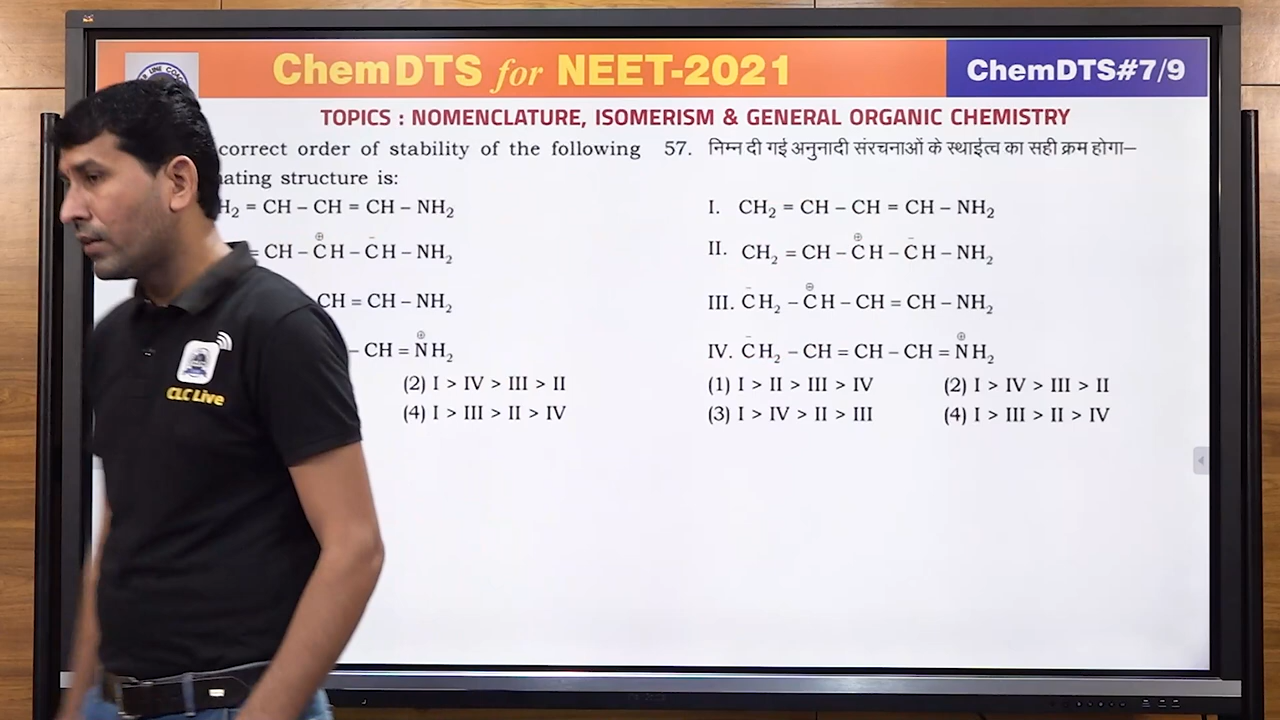 ChemDTS for NEET-2021
ChemDTS#7/9
TOPICS : NOMENCLATURE, ISOMERISM & GENERAL ORGANIC CHEMISTRY
correct order of stability of the following
ating structure is:
H₂ = CH – CH = CH – NH₂
= CH – C⊕H – C⁻H – NH₂
CH = CH – NH₂
– CH = N⊕H₂
(2) I > IV > III > II
(4) I > III > II > IV
57. निम्न दी गई अनुनादी संरचनाओं के स्थाईत्व का सही क्रम होगा–
I. CH₂ = CH – CH = CH – NH₂
II. CH₂ = CH – C⊕H – C⁻H – NH₂
III. C⁻H₂ – C⊕H – CH = CH – NH₂
IV. C⁻H₂ – CH = CH – CH = N⊕H₂
(1) I > II > III > IV (2) I > IV > III > II
(3) I > IV > II > III (4) I > III > II > IV
CLC Live